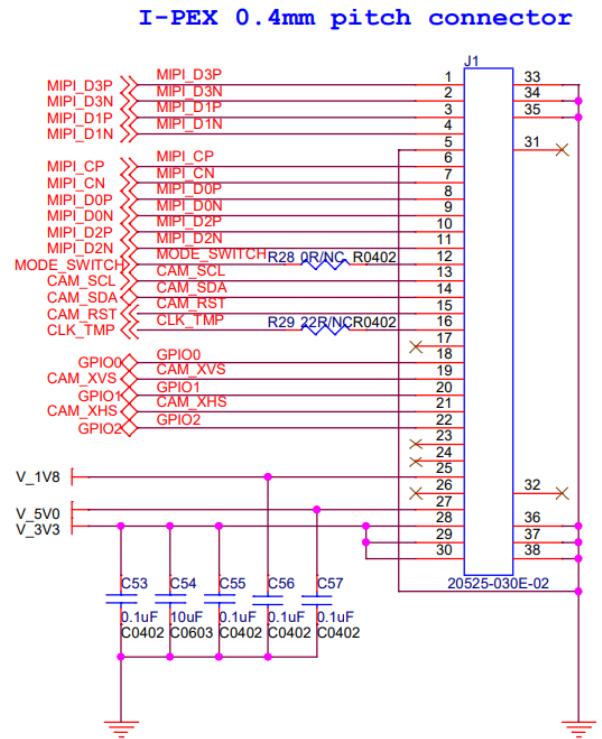 I-PEX 0.4mm pitch connector
J1
MIPI_D3P MIPI_D3P 1 33
MIPI_D3N MIPI_D3N 2 34
MIPI_D1P MIPI_D1P 3 35
MIPI_D1N MIPI_D1N 4
5 31
MIPI_CP MIPI_CP 6
MIPI_CN MIPI_CN 7
MIPI_D0P MIPI_D0P 8
MIPI_D0N MIPI_D0N 9
MIPI_D2P MIPI_D2P 10
MIPI_D2N MIPI_D2N 11
MODE_SWITCH MODE_SWITCH R28 0R/NC R0402 12
CAM_SCL CAM_SCL 13
CAM_SDA CAM_SDA 14
CAM_RST CAM_RST 15
CLK_TMP CLK_TMP R29 22R/NC R0402 16
17
GPIO0 GPIO0 18
CAM_XVS CAM_XVS 19
GPIO1 GPIO1 20
CAM_XHS CAM_XHS 21
GPIO2 GPIO2 22
23
24
V_1V8 25
26 32
V_5V0 27
V_3V3 28 36
29 37
30 38
C53 C54 C55 C56 C57 20525-030E-02
0.1uF 10uF 0.1uF 0.1uF 0.1uF
C0402 C0603 C0402 C0402 C0402